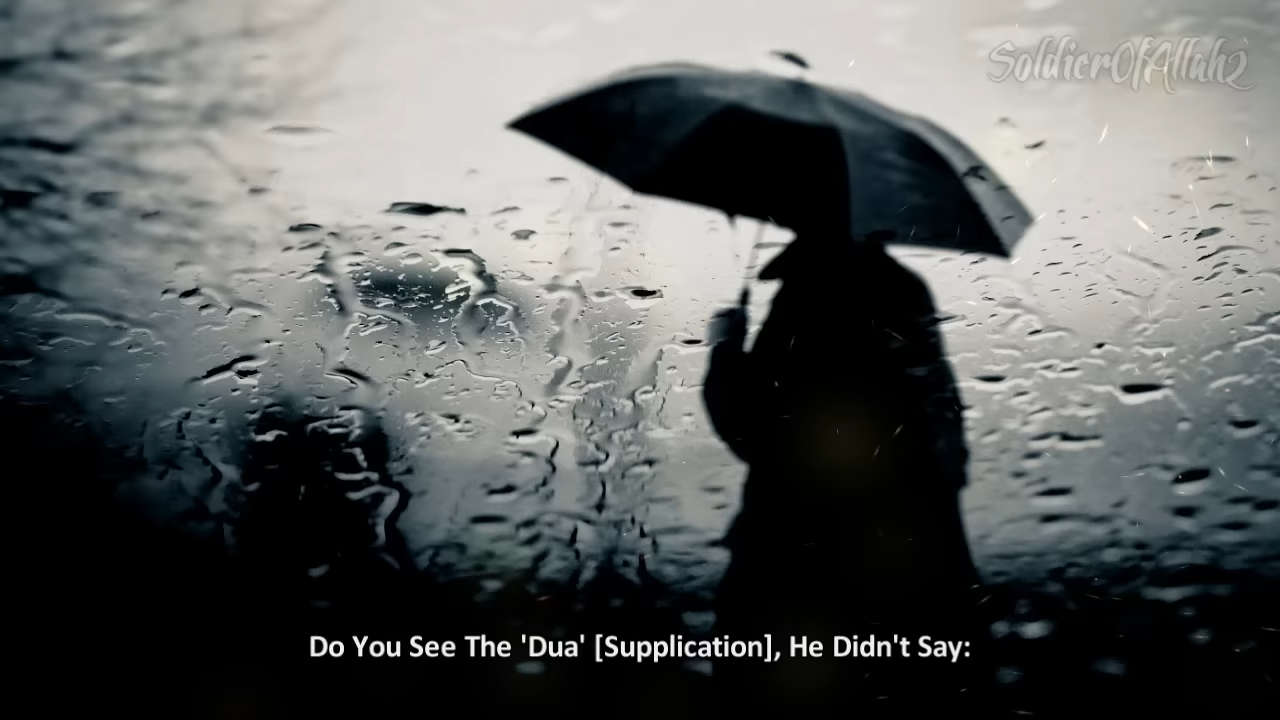 SoldierOfAllah2
Do You See The 'Dua' [Supplication], He Didn't Say: